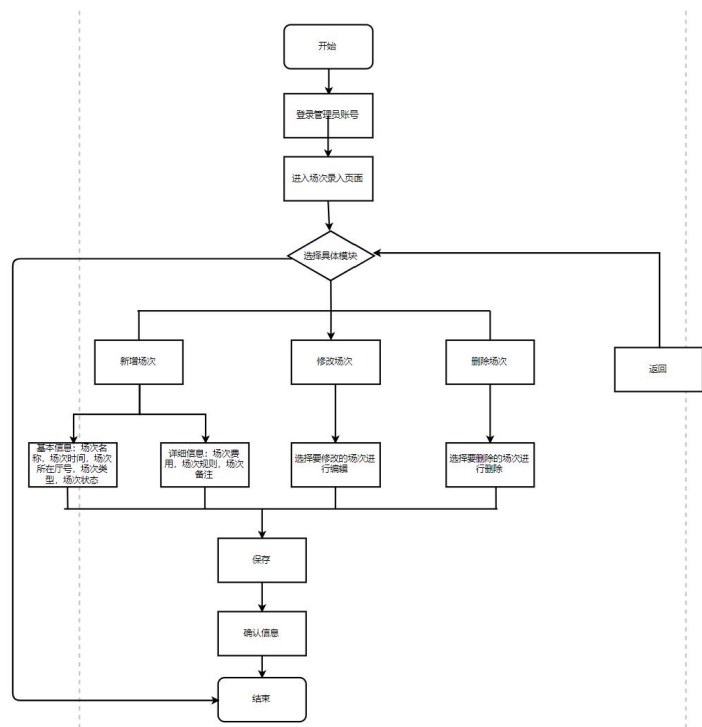 开始
登录管理员账号
进入场次录入页面
选择具体模块
新增场次
修改场次
删除场次
返回
基本信息：场次名
称，场次时间，场次
所在厅号，场次类
型，场次状态
详细信息：场次费
用，场次规则，场次
备注
选择要修改的场次进
行编辑
选择要删除的场次进
行删除
保存
确认信息
结束